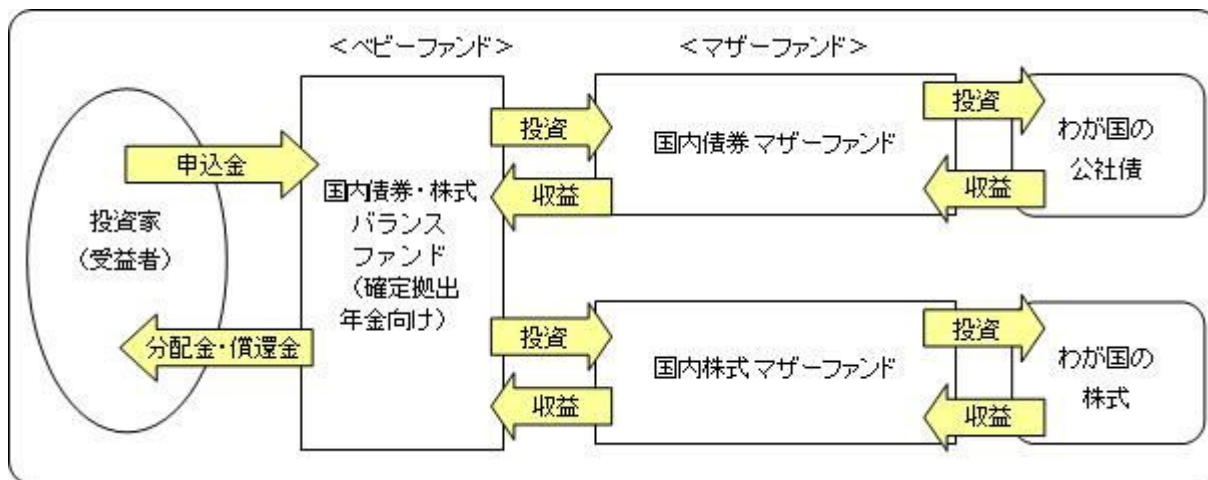 ＜ベビーファンド＞
＜マザーファンド＞
申込金
投資家
（受益者）
分配金・償還金
国内債券・株式
バランス
ファンド
（確定拠出
年金向け）
投資
収益
国内債券 マザーファンド
投資
収益
わが国の
公社債
投資
収益
国内株式 マザーファンド
投資
収益
わが国の
株式